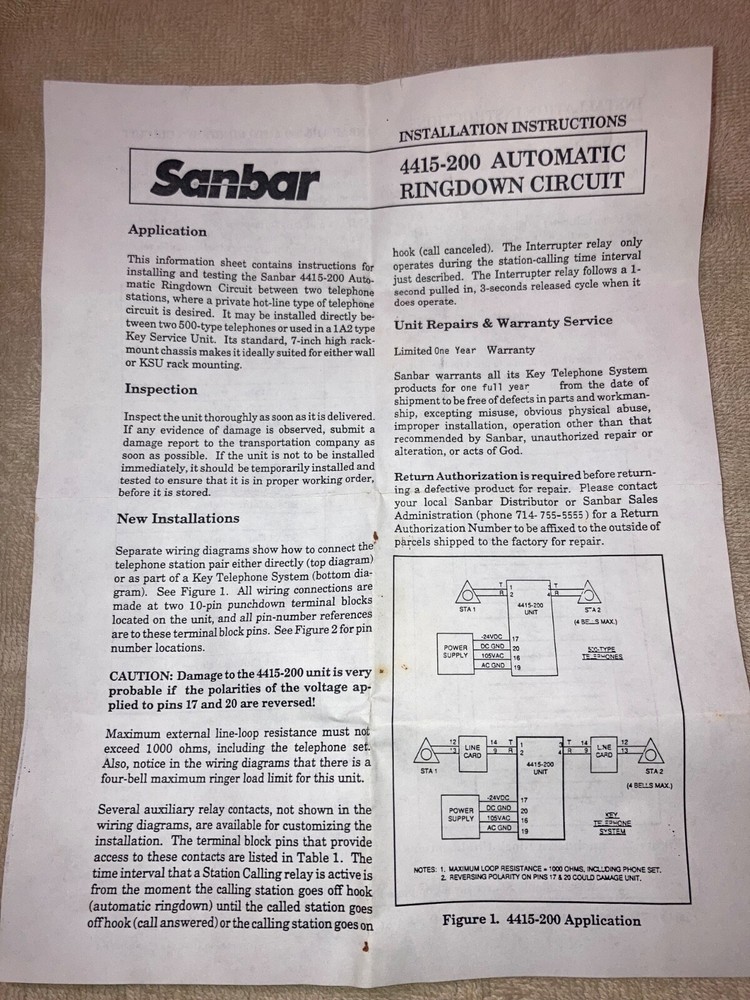 INSTALLATION INSTRUCTIONS
Sanbar
4415-200 AUTOMATIC
RINGDOWN CIRCUIT
Application
This information sheet contains instructions for
installing and testing the Sanbar 4415-200 Auto-
matic Ringdown Circuit between two telephone
stations, where a private hot-line type of telephone
circuit is desired. It may be installed directly be-
tween two 500-type telephones or used in a 1A2 type
Key Service Unit. Its standard, 7-inch high rack-
mount chassis makes it ideally suited for either wall
or KSU rack mounting.
Inspection
Inspect the unit thoroughly as soon as it is delivered.
If any evidence of damage is observed, submit a
damage report to the transportation company as
soon as possible. If the unit is not to be installed
immediately, it should be temporarily installed and
tested to ensure that it is in proper working order,
before it is stored.
New Installations
Separate wiring diagrams show how to connect the
telephone station pair either directly (top diagram)
or as part of a Key Telephone System (bottom dia-
gram). See Figure 1. All wiring connections are
made at two 10-pin punchdown terminal blocks
located on the unit, and all pin-number references
are to these terminal block pins. See Figure 2 for pin
number locations.
CAUTION: Damage to the 4415-200 unit is very
probable if the polarities of the voltage ap-
plied to pins 17 and 20 are reversed!
Maximum external line-loop resistance must not
exceed 1000 ohms, including the telephone set.
Also, notice in the wiring diagrams that there is a
four-bell maximum ringer load limit for this unit.
Several auxiliary relay contacts, not shown in the
wiring diagrams, are available for customizing the
installation. The terminal block pins that provide
access to these contacts are listed in Table 1. The
time interval that a Station Calling relay is active is
from the moment the calling station goes off hook
(automatic ringdown) until the called station goes
off hook (call answered) or the calling station goes on
hook (call canceled). The Interrupter relay only
operates during the station-calling time interval
just described. The Interrupter relay follows a 1-
second pulled in, 3-seconds released cycle when it
does operate.
Unit Repairs & Warranty Service
Limited One Year Warranty
Sanbar warrants all its Key Telephone System
products for one full year from the date of
shipment to be free of defects in parts and workman-
ship, excepting misuse, obvious physical abuse,
improper installation, operation other than that
recommended by Sanbar, unauthorized repair or
alteration, or acts of God.
Return Authorization is required before return-
ing a defective product for repair. Please contact
your local Sanbar Distributor or Sanbar Sales
Administration (phone 714-755-5555) for a Return
Authorization Number to be affixed to the outside of
parcels shipped to the factory for repair.
T 1 3 T
R 2 4 R
STA 1
4415-200
UNIT
STA 2
(4 BELLS MAX.)
POWER
SUPPLY
-24VDC 17
DC GND 20
105VAC 16
AC GND 19
500-TYPE
TELEPHONES
12 14 T 1 3 T 14 12
13 9 R 2 4 R 9 13
LINE
CARD
4415-200
UNIT
LINE
CARD
STA 1
STA 2
(4 BELLS MAX.)
POWER
SUPPLY
-24VDC 17
DC GND 20
105VAC 16
AC GND 19
KEY
TELEPHONE
SYSTEM
NOTES: 1. MAXIMUM LOOP RESISTANCE = 1000 OHMS, INCLUDING PHONE SET.
2. REVERSING POLARITY ON PINS 17 & 20 COULD DAMAGE UNIT.
Figure 1. 4415-200 Application